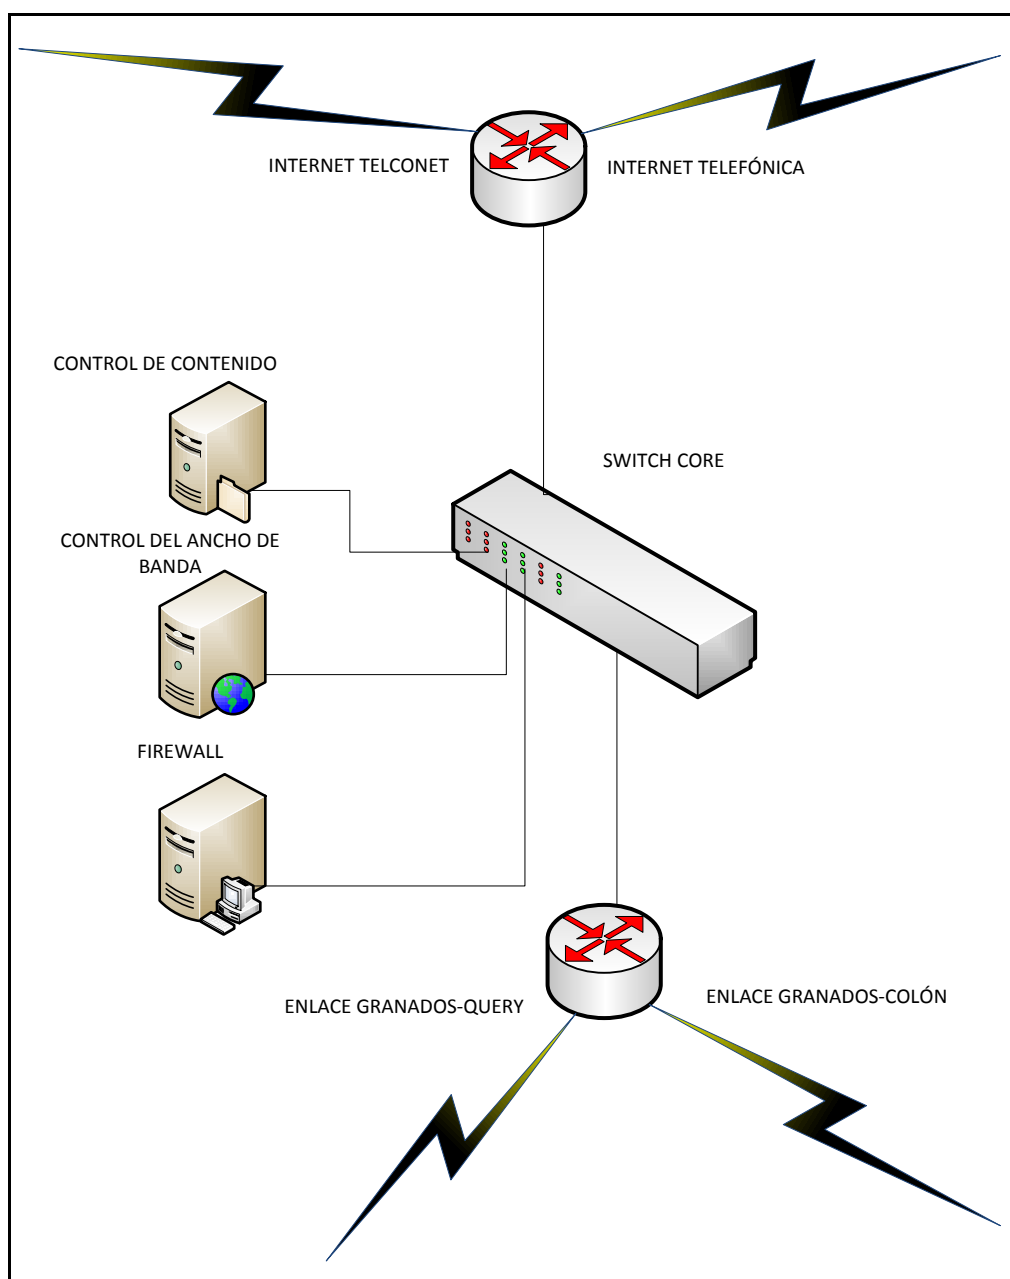 INTERNET TELCONET
INTERNET TELEFÓNICA
CONTROL DE CONTENIDO
SWITCH CORE
CONTROL DEL ANCHO DE
BANDA
FIREWALL
ENLACE GRANADOS-QUERY
ENLACE GRANADOS-COLÓN